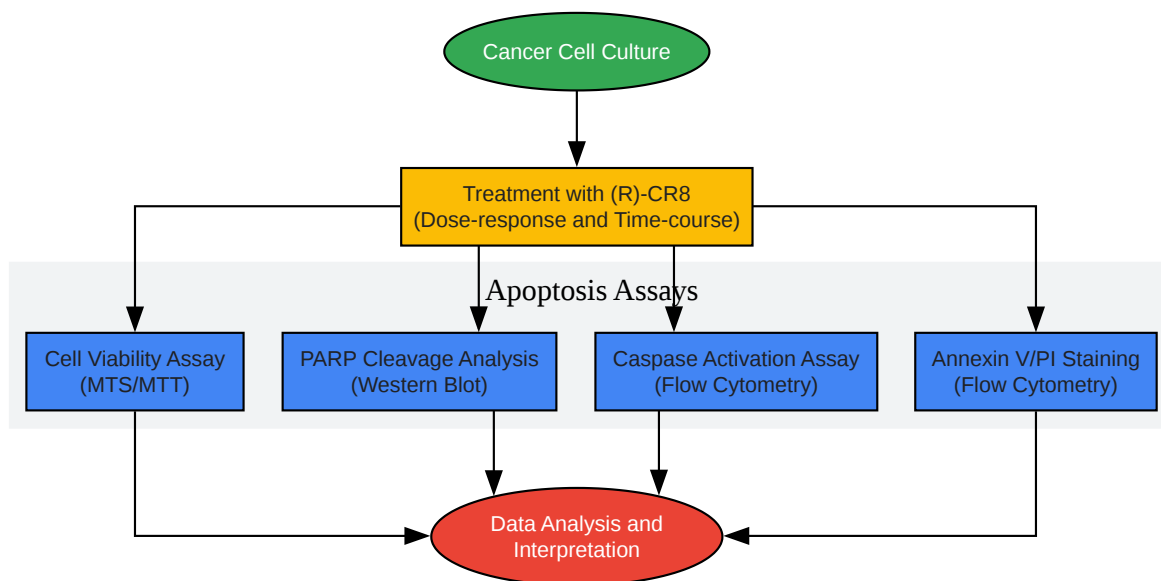 Cancer Cell Culture
Treatment with (R)-CR8
(Dose-response and Time-course)
Apoptosis Assays
Cell Viability Assay
(MTS/MTT)
PARP Cleavage Analysis
(Western Blot)
Caspase Activation Assay
(Flow Cytometry)
Annexin V/PI Staining
(Flow Cytometry)
Data Analysis and
Interpretation